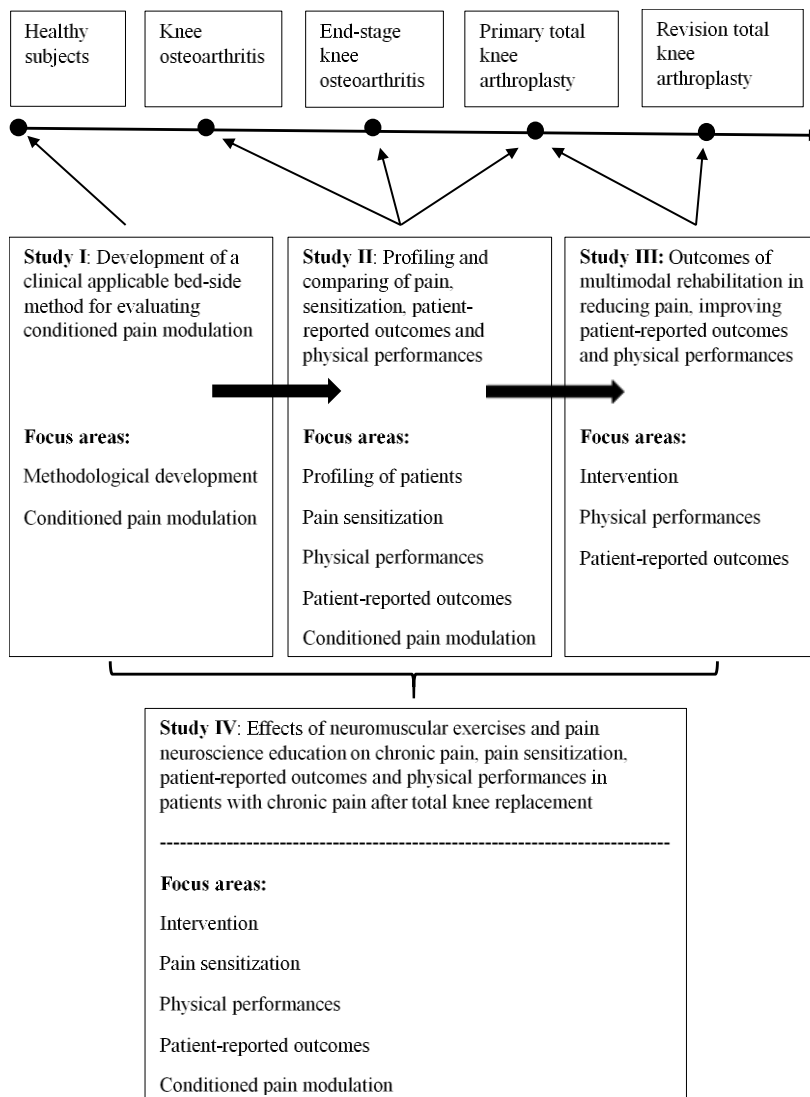 Healthy
subjects
Knee
osteoarthritis
End-stage
knee
osteoarthritis
Primary total
knee
arthroplasty
Revision total
knee
arthroplasty
Study I: Development of a
clinical applicable bed-side
method for evaluating
conditioned pain modulation
Focus areas:
Methodological development
Conditioned pain modulation
Study II: Profiling and
comparing of pain,
sensitization, patient-
reported outcomes and
physical performances
Focus areas:
Profiling of patients
Pain sensitization
Physical performances
Patient-reported outcomes
Conditioned pain modulation
Study III: Outcomes of
multimodal rehabilitation in
reducing pain, improving
patient-reported outcomes
and physical performances
Focus areas:
Intervention
Physical performances
Patient-reported outcomes
Study IV: Effects of neuromuscular exercises and pain
neuroscience education on chronic pain, pain sensitization,
patient-reported outcomes and physical performances in
patients with chronic pain after total knee replacement
Focus areas:
Intervention
Pain sensitization
Physical performances
Patient-reported outcomes
Conditioned pain modulation